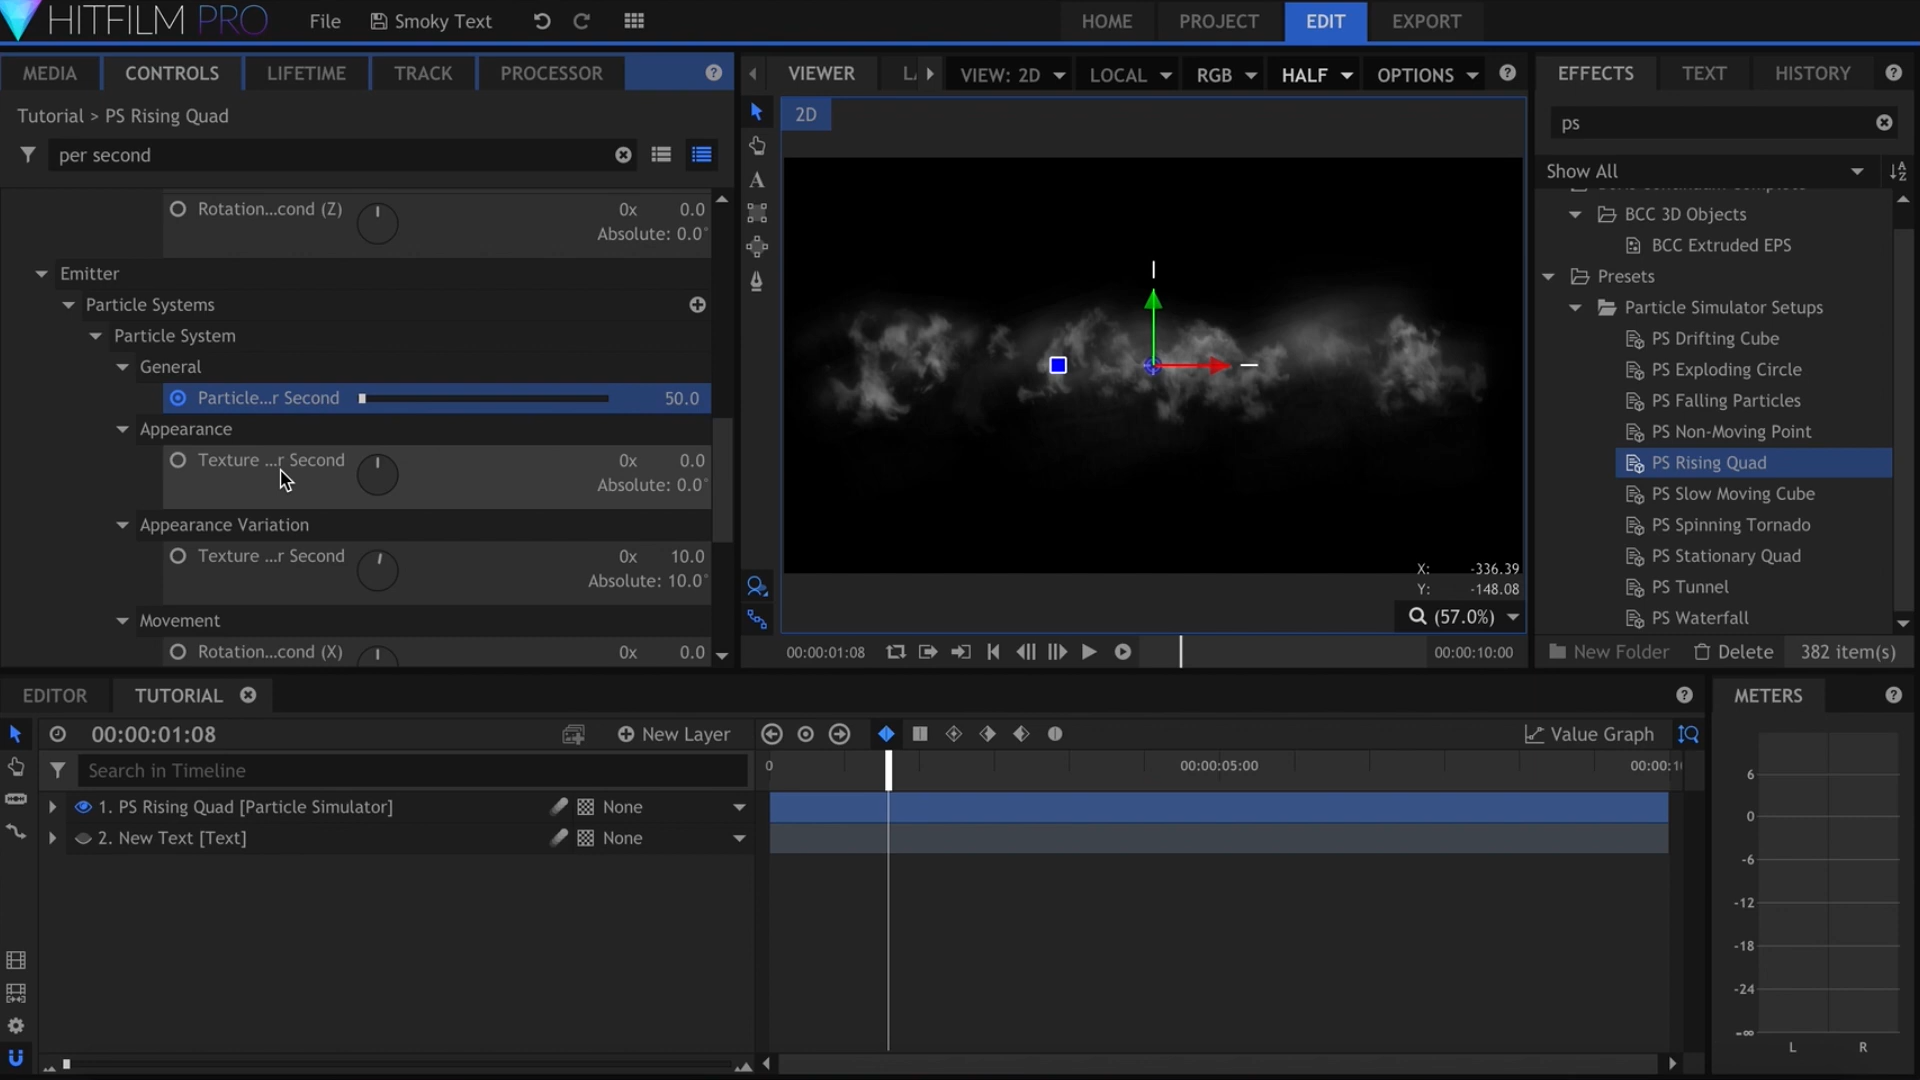 HITFILM PRO File Smoky Text HOME PROJECT EDIT EXPORT
MEDIA CONTROLS LIFETIME TRACK PROCESSOR ?
Tutorial > PS Rising Quad
per second
Rotation...cond (Z) 0x 0.0
Absolute: 0.0°
Emitter
Particle Systems
Particle System
General
Particle...r Second 50.0
Appearance
Texture ...r Second 0x 0.0
Absolute: 0.0°
Appearance Variation
Texture ...r Second 0x 10.0
Absolute: 10.0°
Movement
Rotation...cond (X) 0x 0.0
VIEWER VIEW: 2D LOCAL RGB HALF OPTIONS ?
2D
A
X: -336.39
Y: -148.08
(57.0%)
00:00:01:08 00:00:10:00
EFFECTS TEXT HISTORY ?
ps
Show All
BCC 3D Objects
BCC Extruded EPS
Presets
Particle Simulator Setups
PS Drifting Cube
PS Exploding Circle
PS Falling Particles
PS Non-Moving Point
PS Rising Quad
PS Slow Moving Cube
PS Spinning Tornado
PS Stationary Quad
PS Tunnel
PS Waterfall
New Folder Delete 382 item(s)
EDITOR TUTORIAL ?
00:00:01:08 New Layer Value Graph
Search in Timeline
0 00:00:05:00 00:00:1
1. PS Rising Quad [Particle Simulator] None
2. New Text [Text] None
METERS ?
6
0
-6
-12
-18
-24
-∞
L R